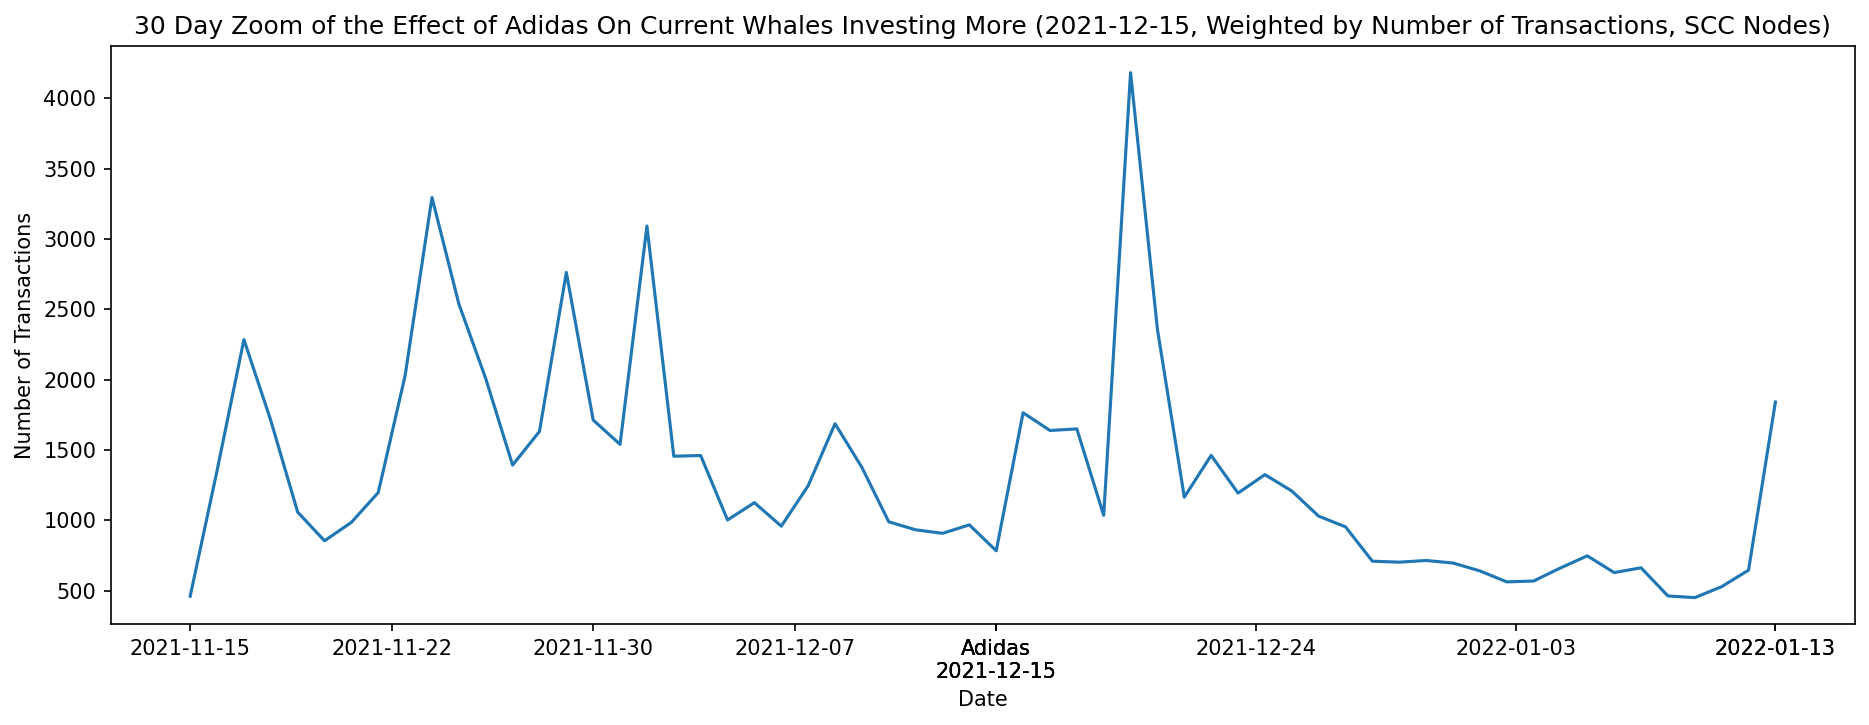 30 Day Zoom of the Effect of Adidas On Current Whales Investing More (2021-12-15, Weighted by Number of Transactions, SCC Nodes)
Number of Transactions
4000
3500
3000
2500
2000
1500
1000
500
2021-11-15 2021-11-22 2021-11-30 2021-12-07 Adidas 2021-12-24 2022-01-03 2022-01-13
2021-12-15
Date